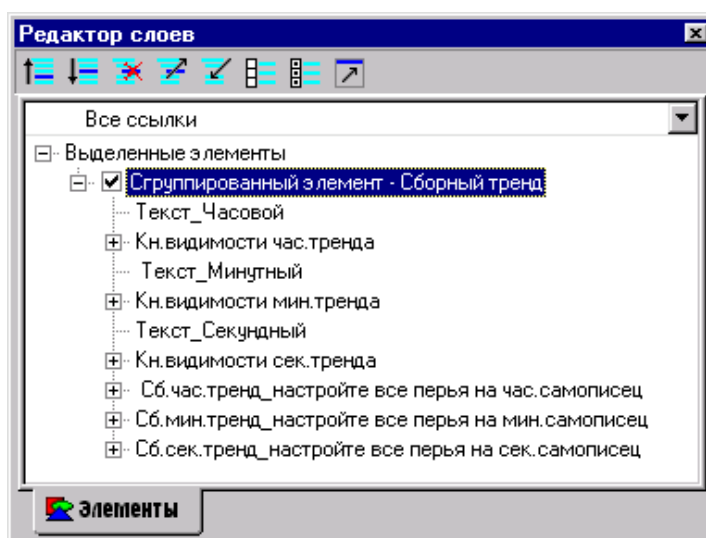 Редактор слоев
Все ссылки
Выделенные элементы
Сгруппированный элемент - Сборный тренд
Текст_Часовой
Кн.видимости час.тренда
Текст_Минутный
Кн.видимости мин.тренда
Текст_Секундный
Кн.видимости сек.тренда
Сб.час.тренд_настройте все перья на час.самописец
Сб.мин.тренд_настройте все перья на мин.самописец
Сб.сек.тренд_настройте все перья на сек.самописец
Элементы